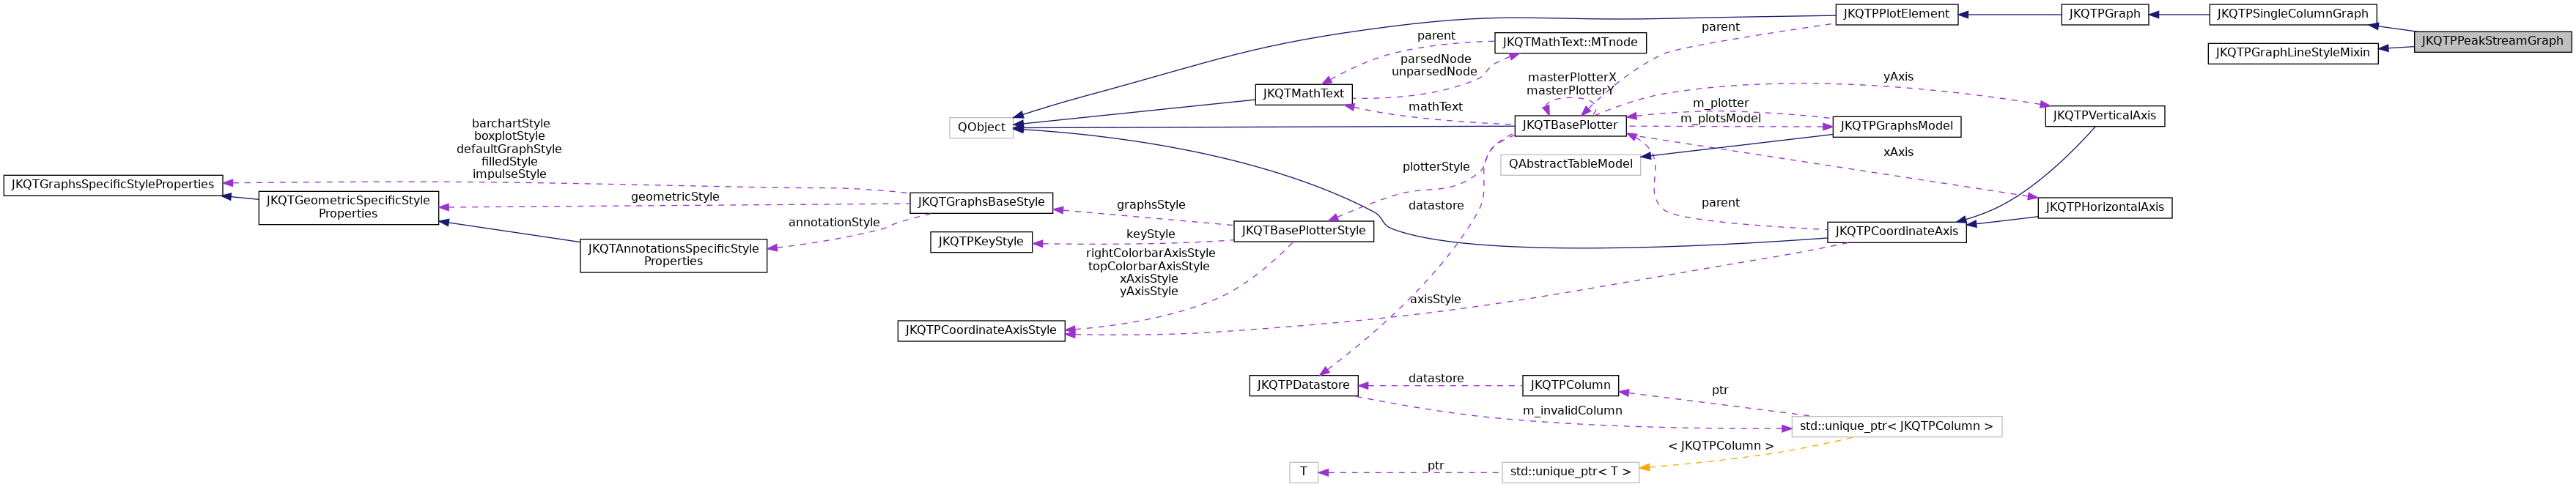 JKQTPPlotElement
JKQTPGraph
JKQTPSingleColumnGraph
parent
JKQTPPeakStreamGraph
parent
JKQTMathText::MTnode
JKQTPGraphLineStyleMixin
parsedNode
unparsedNode
masterPlotterX
masterPlotterY
yAxis
JKQTMathText
mathText
m_plotter
m_plotsModel
JKQTPVerticalAxis
QObject
JKQTBasePlotter
JKQTPGraphsModel
barchartStyle
boxplotStyle
defaultGraphStyle
filledStyle
impulseStyle
plotterStyle
QAbstractTableModel
xAxis
JKQTGraphsSpecificStyleProperties
JKQTGeometricSpecificStyle
Properties
geometricStyle
JKQTGraphsBaseStyle
graphsStyle
datastore
parent
JKQTPHorizontalAxis
annotationStyle
JKQTPKeyStyle
keyStyle
JKQTBasePlotterStyle
JKQTPCoordinateAxis
JKQTAnnotationsSpecificStyle
Properties
rightColorbarAxisStyle
topColorbarAxisStyle
xAxisStyle
yAxisStyle
axisStyle
JKQTPCoordinateAxisStyle
JKQTPDatastore
datastore
JKQTPColumn
ptr
m_invalidColumn
std::unique_ptr< JKQTPColumn >
< JKQTPColumn >
T
ptr
std::unique_ptr< T >